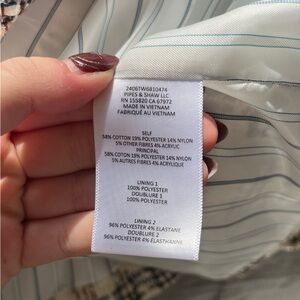 2406TW6810474
PIPES & SHAW LLC.
RN 155820 CA 67972
MADE IN VIETNAM
FABRIQUÉ AU VIETNAM
SELF
58% COTTON 19% POLYESTER 14% NYLON
5% OTHER FIBRES 4% ACRYLIC
PRINCIPAL
58% COTTON 19% POLYESTER 14% NYLON
5% AUTRES FIBRES 4% ACRYLIQUE
LINING 1
100% POLYESTER
DOUBLURE 1
100% POLYESTER
LINING 2
96% POLYESTER 4% ELASTANE
DOUBLURE 2
96% POLYESTER 4% ÉLASTHANNE